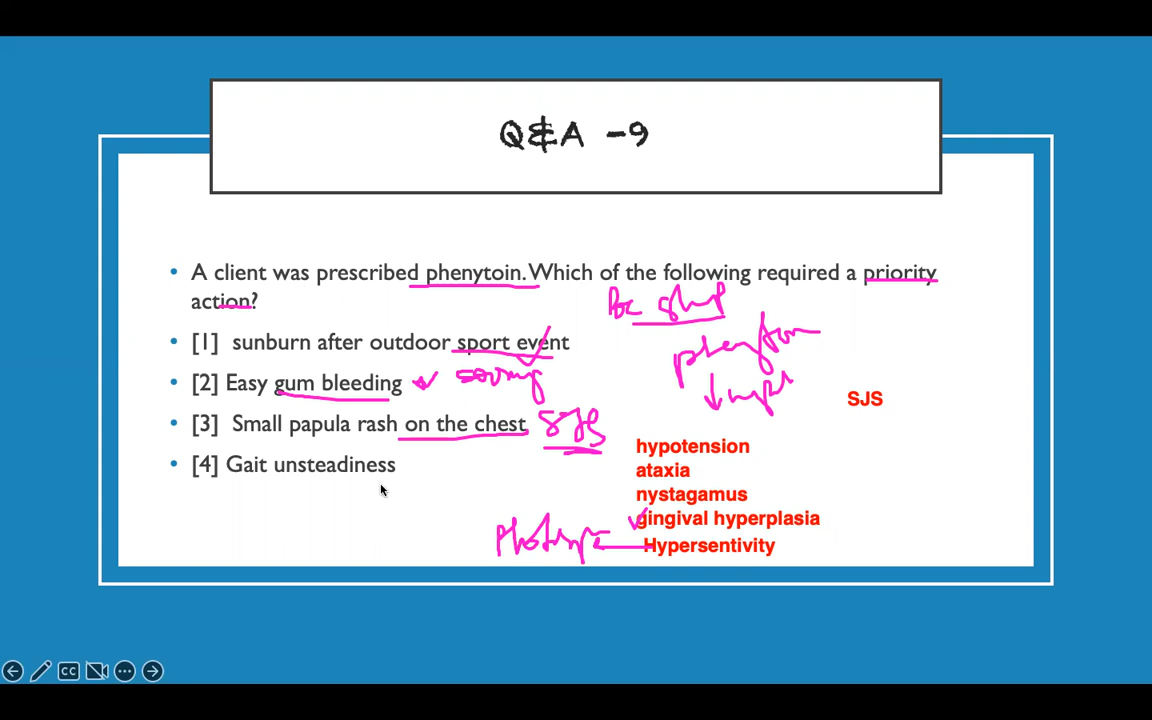 Q&A -9
• A client was prescribed phenytoin. Which of the following required a priority
action?
• [1] sunburn after outdoor sport event
• [2] Easy gum bleeding
• [3] Small papula rash on the chest SJS
• [4] Gait unsteadiness
phenytoin
SJS
hypotension
ataxia
nystagamus
gingival hyperplasia
Hypersentivity
CC